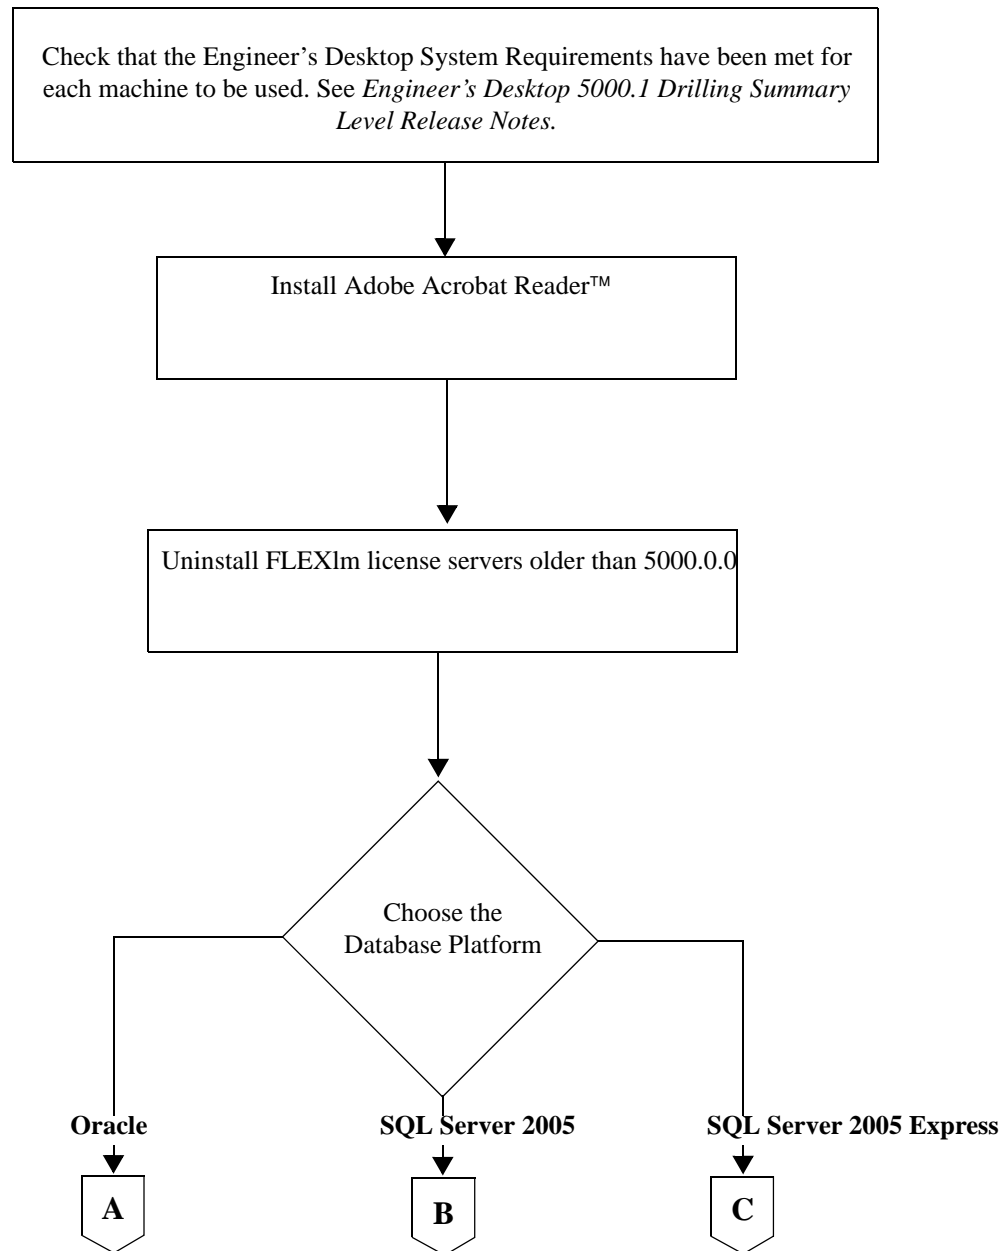 Check that the Engineer’s Desktop System Requirements have been met for
each machine to be used. See Engineer’s Desktop 5000.1 Drilling Summary
Level Release Notes.
Install Adobe Acrobat Reader™
Uninstall FLEXlm license servers older than 5000.0.0
Choose the
Database Platform
Oracle
SQL Server 2005
SQL Server 2005 Express
A
B
C